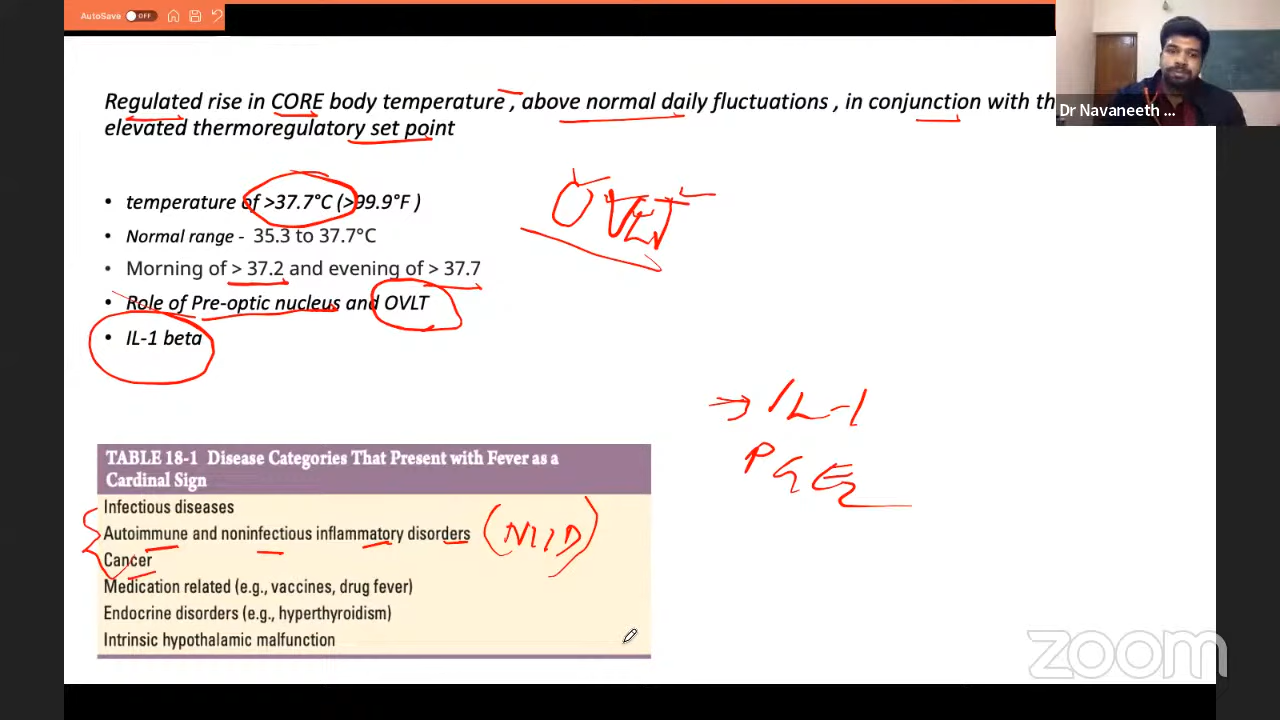 AutoSave OFF
Regulated rise in CORE body temperature , above normal daily fluctuations , in conjunction with th
elevated thermoregulatory set point
Dr Navaneeth ...
• temperature of >37.7°C (>99.9°F )
• Normal range - 35.3 to 37.7°C
• Morning of > 37.2 and evening of > 37.7
• Role of Pre-optic nucleus and OVLT
• IL-1 beta
OVLT
→ IL-1
PGE2
TABLE 18-1 Disease Categories That Present with Fever as a
Cardinal Sign
Infectious diseases
Autoimmune and noninfectious inflammatory disorders (NIID)
Cancer
Medication related (e.g., vaccines, drug fever)
Endocrine disorders (e.g., hyperthyroidism)
Intrinsic hypothalamic malfunction
zoom